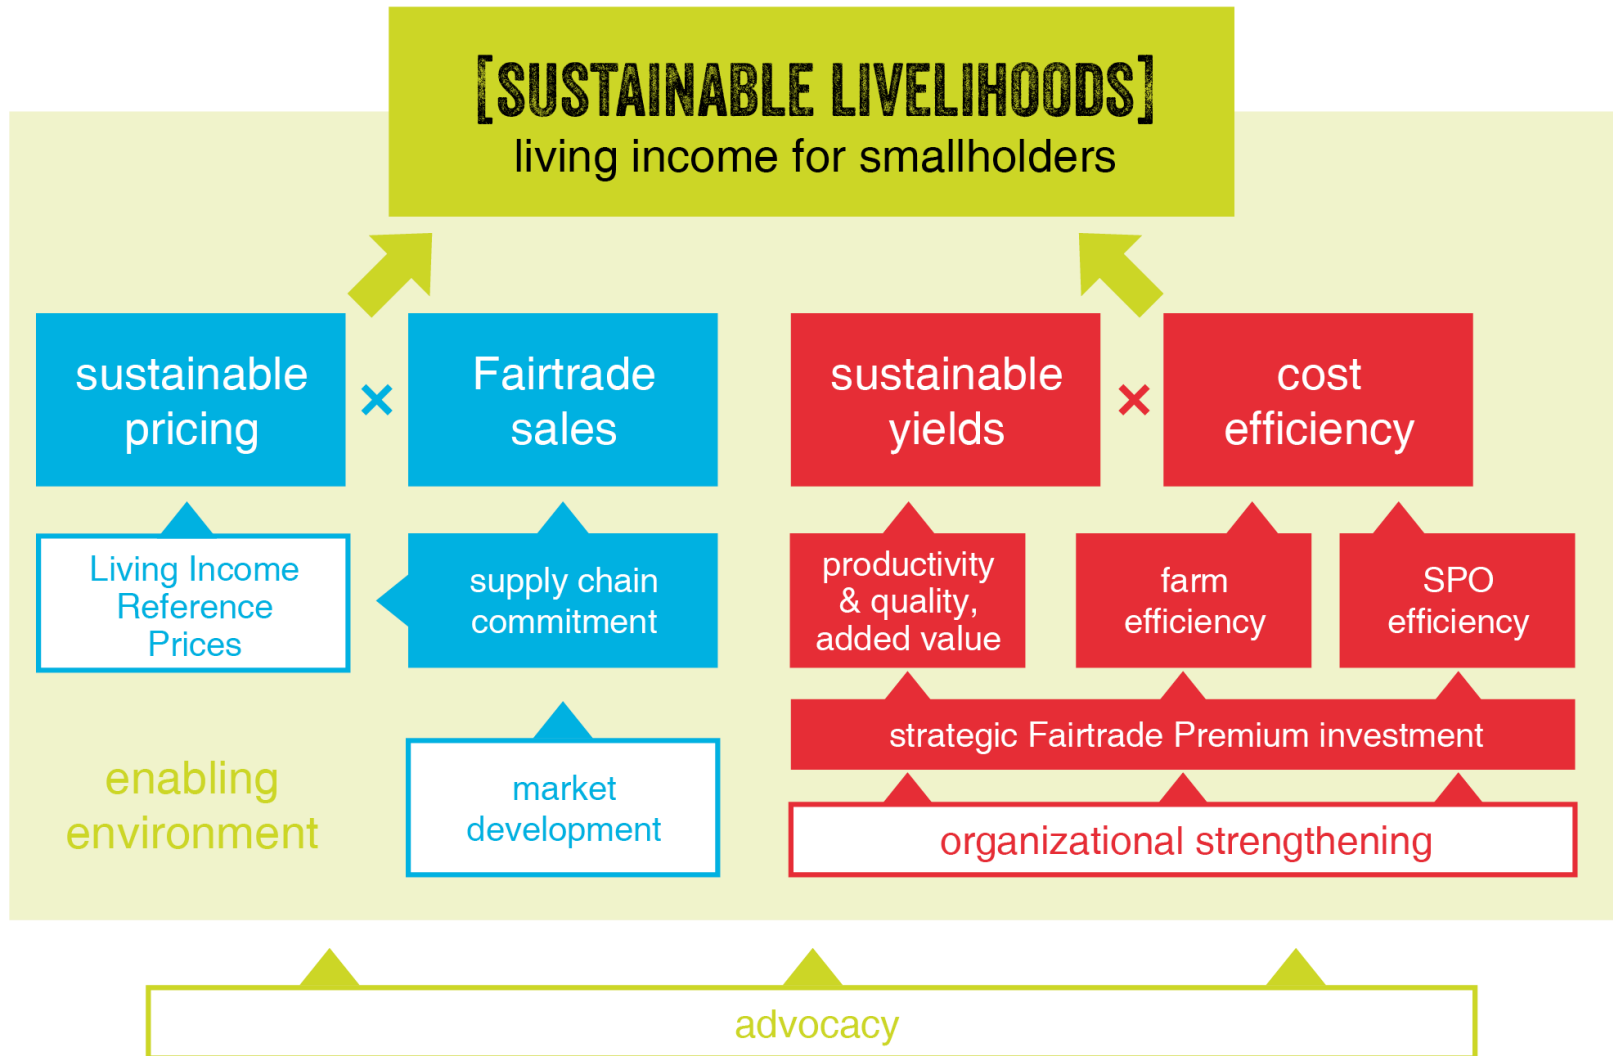 [SUSTAINABLE LIVELIHOODS]
living income for smallholders
sustainable
pricing
×
Fairtrade
sales
sustainable
yields
×
cost
efficiency
Living Income
Reference
Prices
supply chain
commitment
productivity
& quality,
added value
farm
efficiency
SPO
efficiency
strategic Fairtrade Premium investment
enabling
environment
market
development
organizational strengthening
advocacy